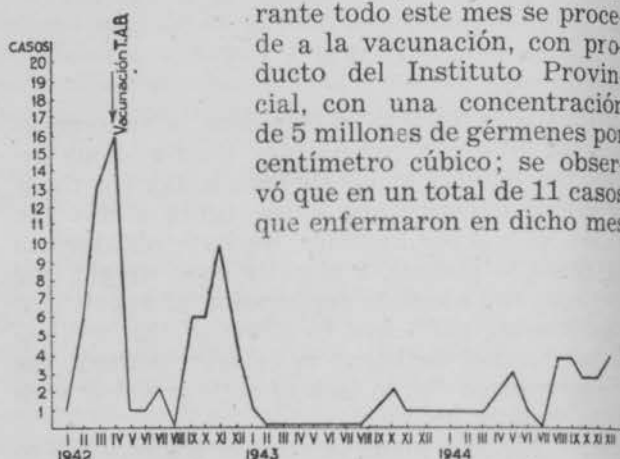 rante todo este mes se proce-
de a la vacunación, con pro-
ducto del Instituto Provin-
cial, con una concentración
de 5 millones de gérmenes por
centímetro cúbico; se obser-
vó que en un total de 11 casos
que enfermaron en dicho mes
CASOS
Vacunación T.A.B.
20
19
18
17
16
15
14
13
12
11
10
9
8
7
6
5
4
3
2
1
I II III IV V VI VII VIII IX X XI XII I II III IV V VI VII VIII IX X XI XII I II III IV V VI VII VIII IX X XI XII
1942 1943 1944